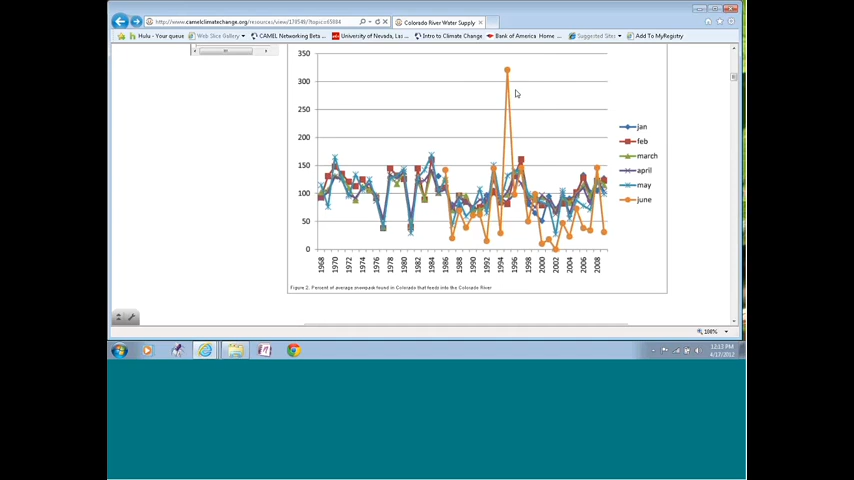 http://www.camelclimatechange.org/resources/view/170549/?topic=65004
Colorado River Water Supply
Hulu - Your queue
Web Slice Gallery
CAMEL Networking Beta ...
University of Nevada, Las ...
Intro to Climate Change
Bank of America Home ...
Suggested Sites
Add To MyRegistry
350
300
250
200
150
100
50
0
1968 1970 1972 1974 1976 1978 1980 1982 1984 1986 1988 1990 1992 1994 1996 1998 2000 2002 2004 2006 2008
jan
feb
march
april
may
june
Figure 2. Percent of average snowpack found in Colorado that feeds into the Colorado River
100%
12:13 PM
4/17/2012